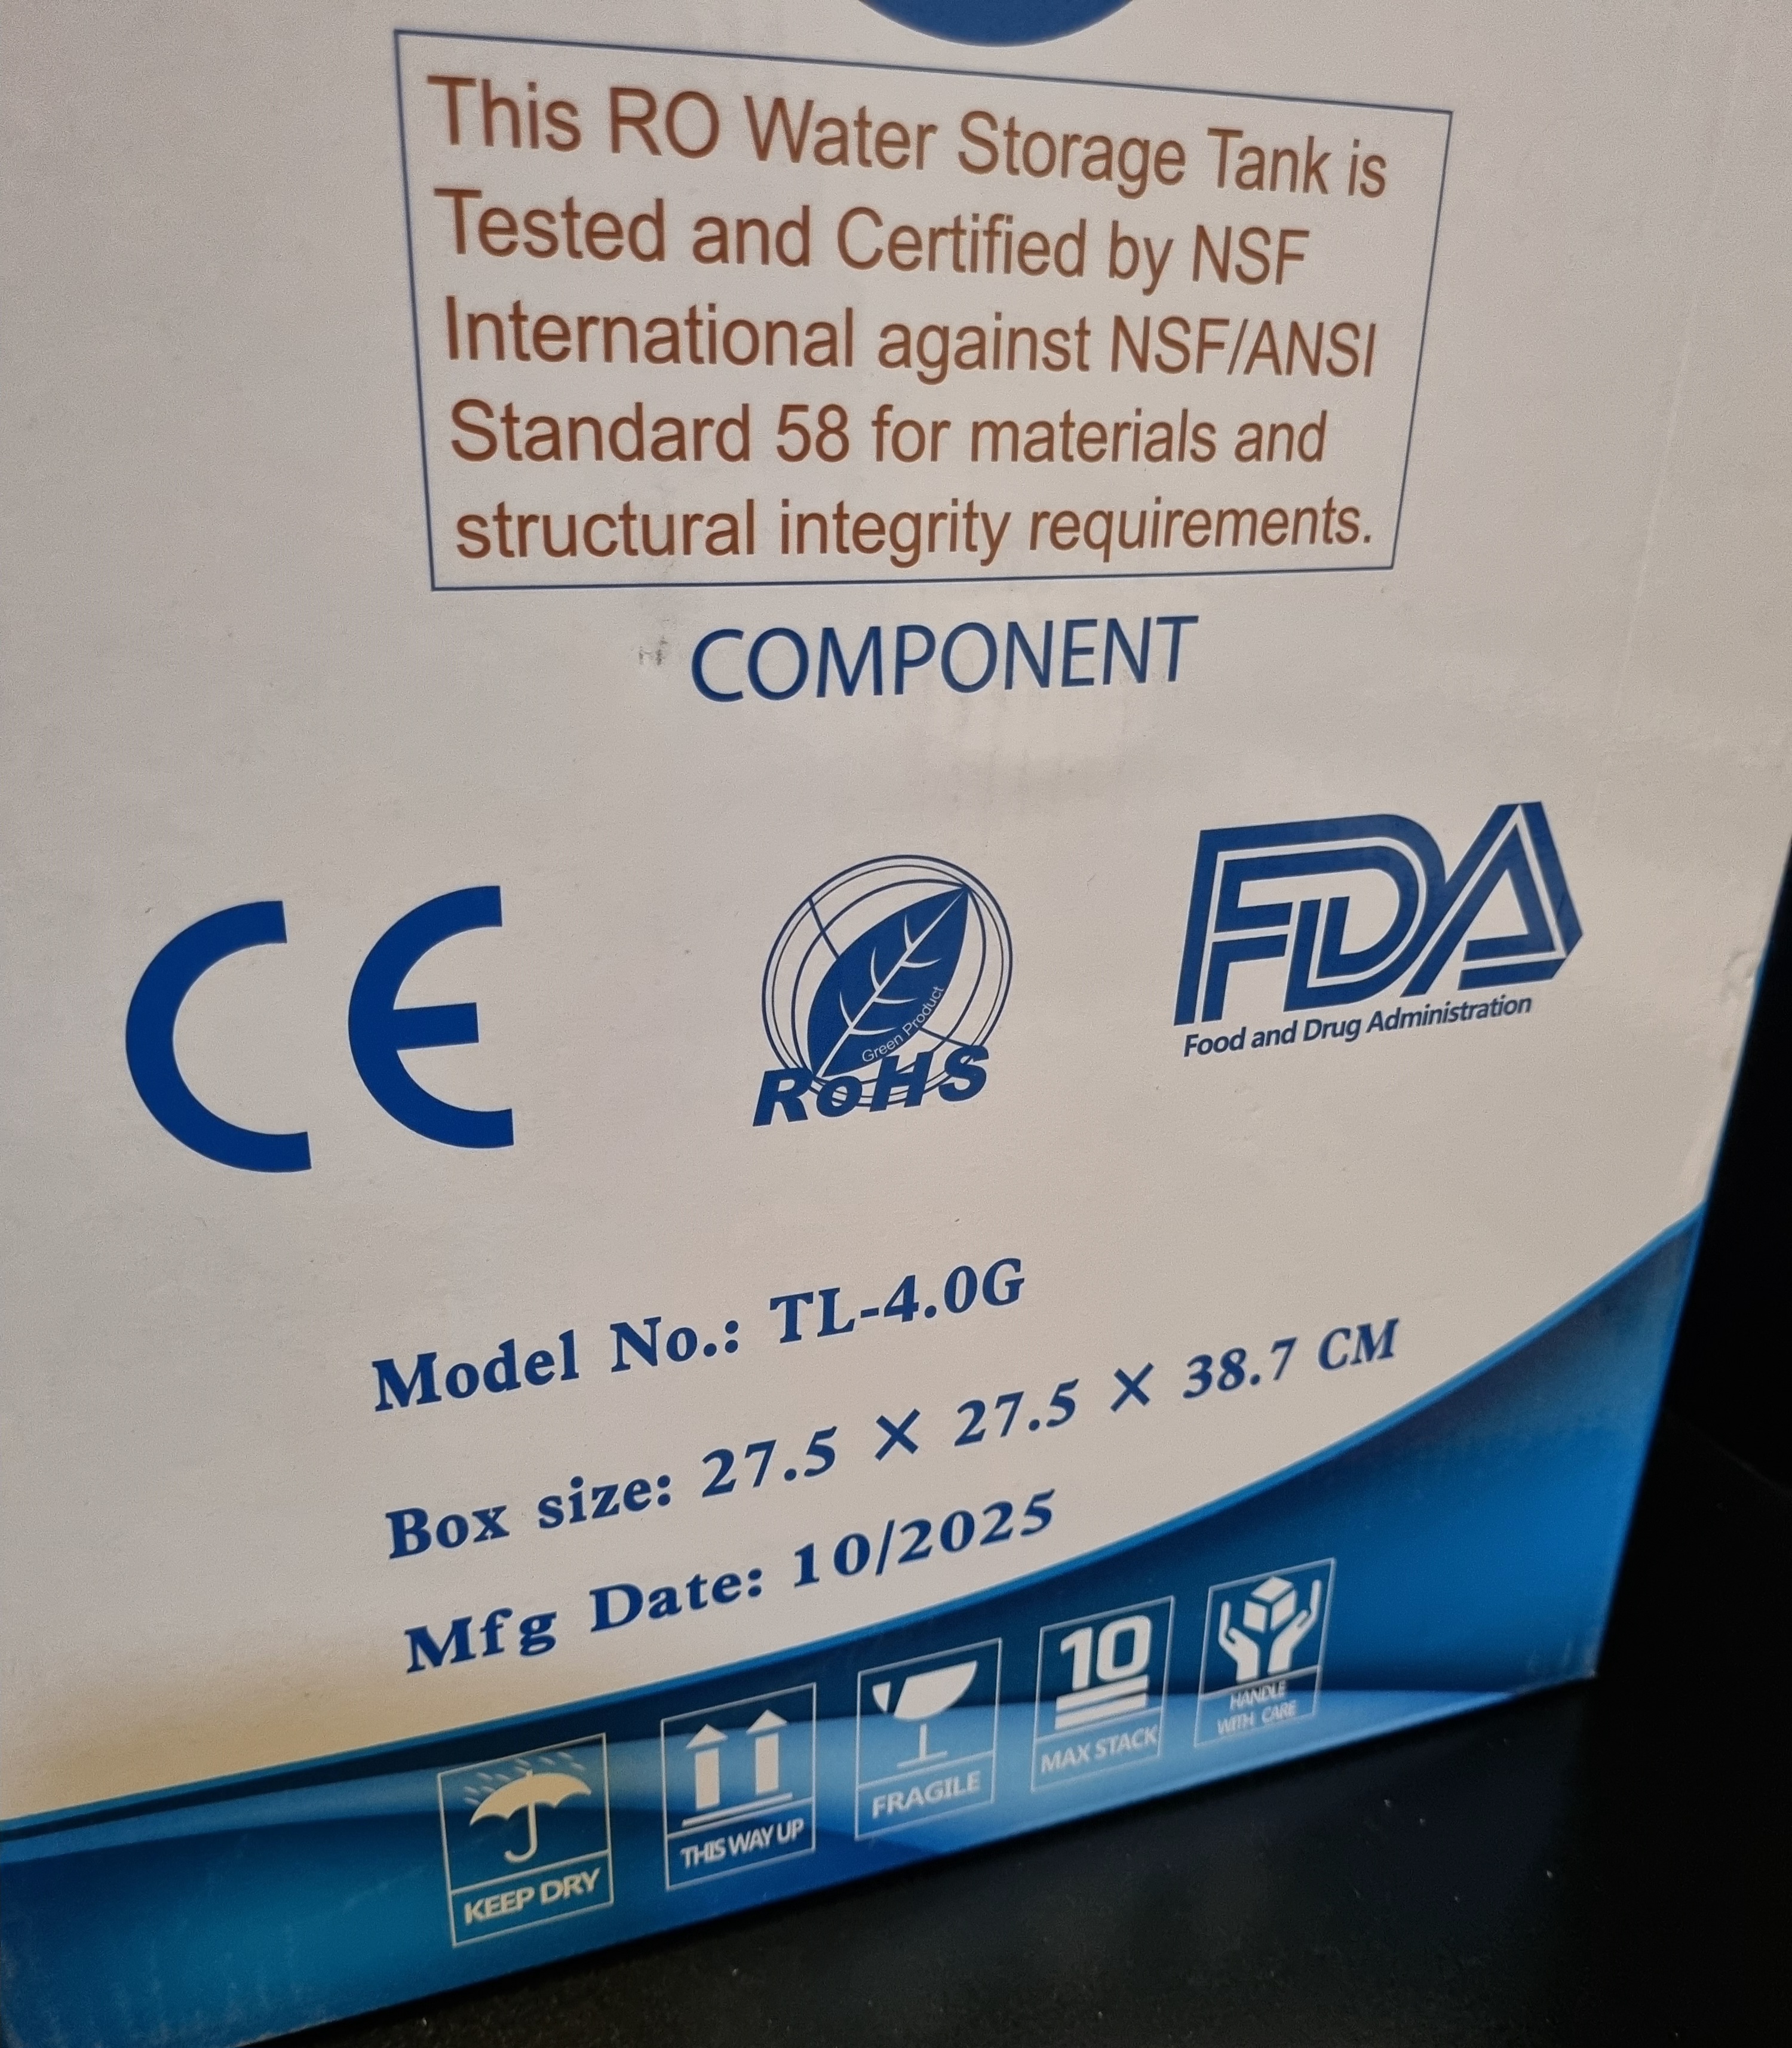 This RO Water Storage Tank is
Tested and Certified by NSF
International against NSF/ANSI
Standard 58 for materials and
structural integrity requirements.
COMPONENT
CE
Green Product
RoHS
FDA
Food and Drug Administration
Model No.: TL-4.0G
Box size: 27.5 × 27.5 × 38.7 CM
Mfg Date: 10/2025
KEEP DRY
THIS WAY UP
FRAGILE
10
MAX STACK
HANDLE
WITH CARE